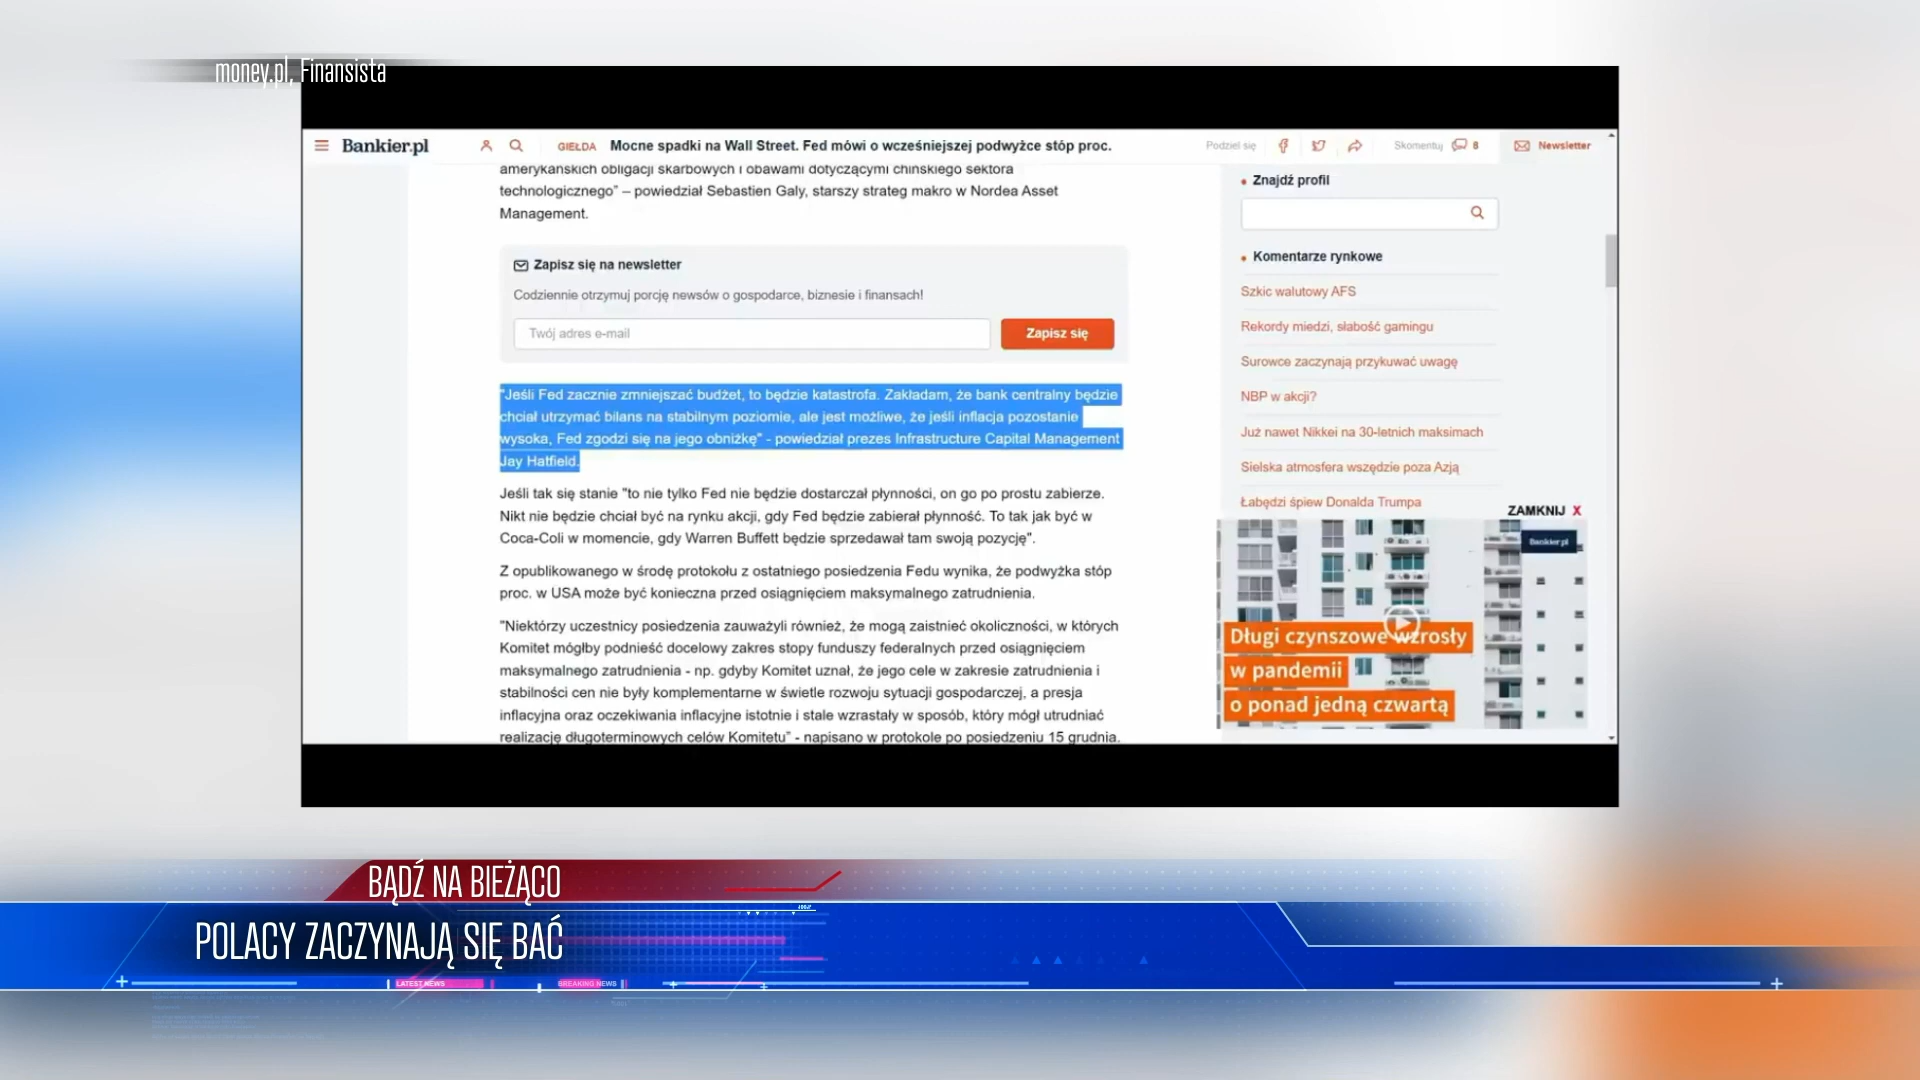 money.pl, Finansista
Bankier.pl
GIEŁDA
Mocne spadki na Wall Street. Fed mówi o wcześniejszej podwyżce stóp proc.
Podziel się
Skomentuj
8
Newsletter
amerykańskich obligacji skarbowych i obawami dotyczącymi chińskiego sektora
technologicznego” – powiedział Sebastien Galy, starszy strateg makro w Nordea Asset
Management.
Zapisz się na newsletter
Codziennie otrzymuj porcję newsów o gospodarce, biznesie i finansach!
Twój adres e-mail
Zapisz się
"Jeśli Fed zacznie zmniejszać budżet, to będzie katastrofa. Zakładam, że bank centralny będzie
chciał utrzymać bilans na stabilnym poziomie, ale jest możliwe, że jeśli inflacja pozostanie
wysoka, Fed zgodzi się na jego obniżkę" - powiedział prezes Infrastructure Capital Management
Jay Hatfield.
Jeśli tak się stanie "to nie tylko Fed nie będzie dostarczał płynności, on go po prostu zabierze.
Nikt nie będzie chciał być na rynku akcji, gdy Fed będzie zabierał płynność. To tak jak być w
Coca-Coli w momencie, gdy Warren Buffett będzie sprzedawał tam swoją pozycję".
Z opublikowanego w środę protokołu z ostatniego posiedzenia Fedu wynika, że podwyżka stóp
proc. w USA może być konieczna przed osiągnięciem maksymalnego zatrudnienia.
"Niektórzy uczestnicy posiedzenia zauważyli również, że mogą zaistnieć okoliczności, w których
Komitet mógłby podnieść docelowy zakres stopy funduszy federalnych przed osiągnięciem
maksymalnego zatrudnienia - np. gdyby Komitet uznał, że jego cele w zakresie zatrudnienia i
stabilności cen nie były komplementarne w świetle rozwoju sytuacji gospodarczej, a presja
inflacyjna oraz oczekiwania inflacyjne istotnie i stale wzrastały w sposób, który mógł utrudniać
realizację długoterminowych celów Komitetu” - napisano w protokole po posiedzeniu 15 grudnia.
Znajdź profil
Komentarze rynkowe
Szkic walutowy AFS
Rekordy miedzi, słabość gamingu
Surowce zaczynają przykuwać uwagę
NBP w akcji?
Już nawet Nikkei na 30-letnich maksimach
Sielska atmosfera wszędzie poza Azją
Łabędzi śpiew Donalda Trumpa
ZAMKNIJ X
Bankier.pl
Długi czynszowe wzrosły
w pandemii
o ponad jedną czwartą
BĄDŹ NA BIEŻĄCO
POLACY ZACZYNAJĄ SIĘ BAĆ
LATEST NEWS
BREAKING NEWS